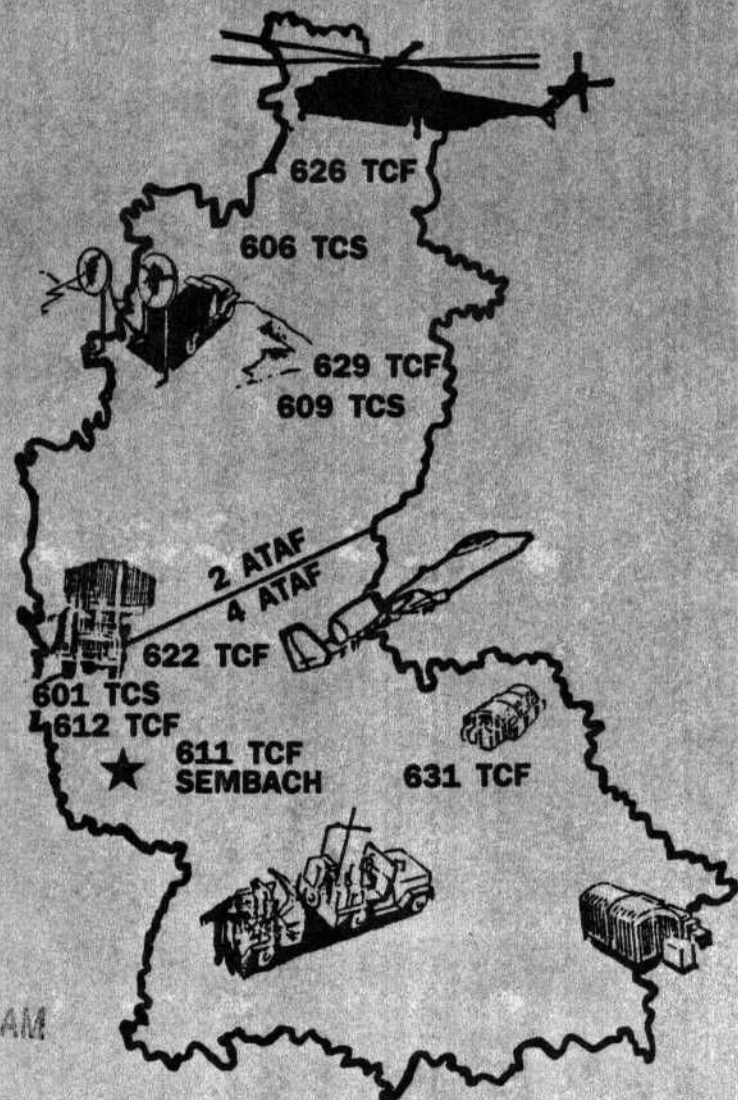 626 TCF
606 TCS
629 TCF
609 TCS
2 ATAF
4 ATAF
622 TCF
601 TCS
612 TCF
611 TCF
SEMBACH
631 TCF
AM